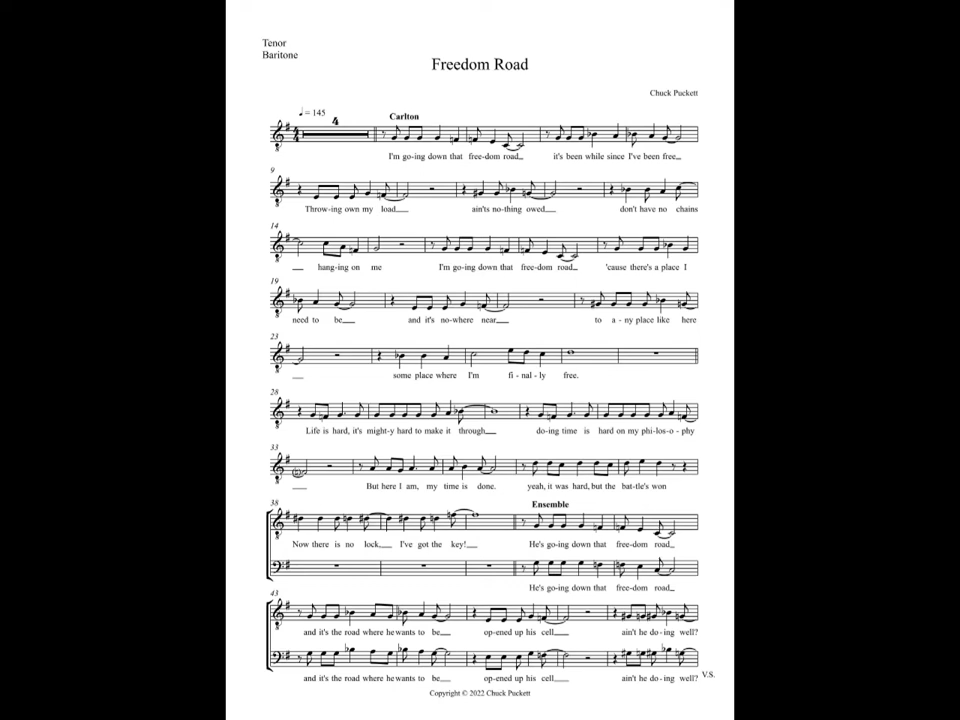 Tenor
Baritone
Freedom Road
Chuck Puckett
♩ = 145
4
Carlton
I'm go-ing down that free-dom road
it's been while since I've been free
9
Throw-ing own my load
ain'ts no-thing owed
don't have no chains
14
hang-ing on me
I'm go-ing down that free-dom road
'cause there's a place I
19
need to be
and it's no-where near
to a-ny place like here
23
some place where I'm fi-nal-ly free.
28
Life is hard, it's might-y hard to make it through
do-ing time is hard on my phi-los-o-phy
33
But here I am, my time is done.
yeah, it was hard, but the bat-tle's won
38
Ensemble
Now there is no lock
I've got the key!
He's go-ing down that free-dom road
He's go-ing down that free-dom road
43
and it's the road where he wants to be
op-ened up his cell
ain't he do-ing well?
and it's the road where he wants to be
op-ened up his cell
ain't he do-ing well?
V.S.
Copyright © 2022 Chuck Puckett